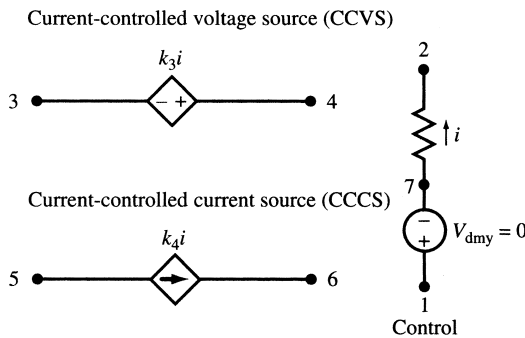 Current-controlled voltage source (CCVS)
k₃i
3 − + 4
2
i
7
Current-controlled current source (CCCS)
k₄i
5 6
− +
V_dmy = 0
1
Control